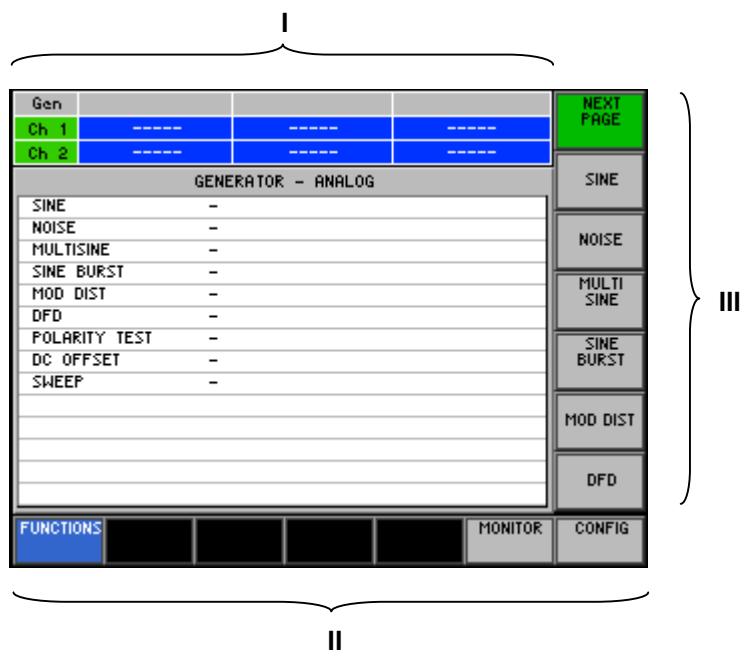 I
Gen
Ch 1 ----- ----- -----
Ch 2 ----- ----- -----
GENERATOR - ANALOG
SINE -
NOISE -
MULTISINE -
SINE BURST -
MOD DIST -
DFD -
POLARITY TEST -
DC OFFSET -
SWEEP -
NEXT
PAGE
SINE
NOISE
MULTI
SINE
SINE
BURST
MOD DIST
DFD
III
FUNCTIONS MONITOR CONFIG
II